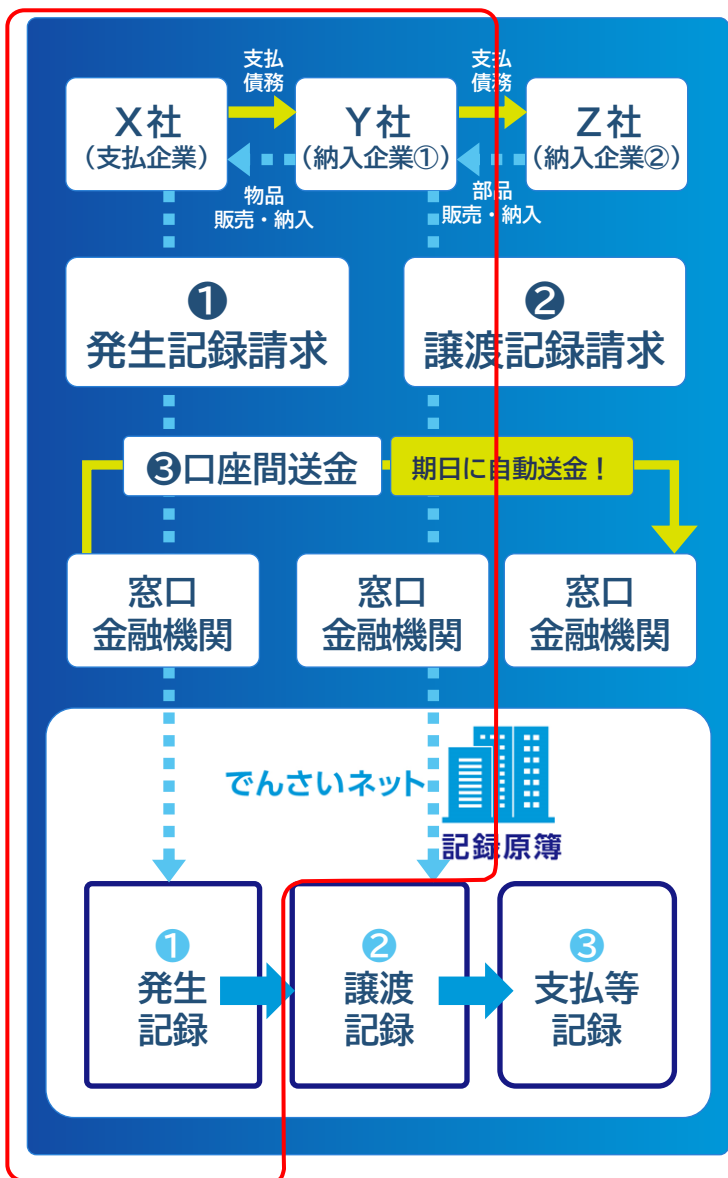 支払
債務
支払
債務
X社
(支払企業)
Y社
(納入企業①)
Z社
(納入企業②)
物品
販売・納入
部品
販売・納入
❶
発生記録請求
❷
譲渡記録請求
❸口座間送金
期日に自動送金!
窓口
金融機関
窓口
金融機関
窓口
金融機関
でんさいネット
記録原簿
❶
発生
記録
❷
譲渡
記録
❸
支払等
記録